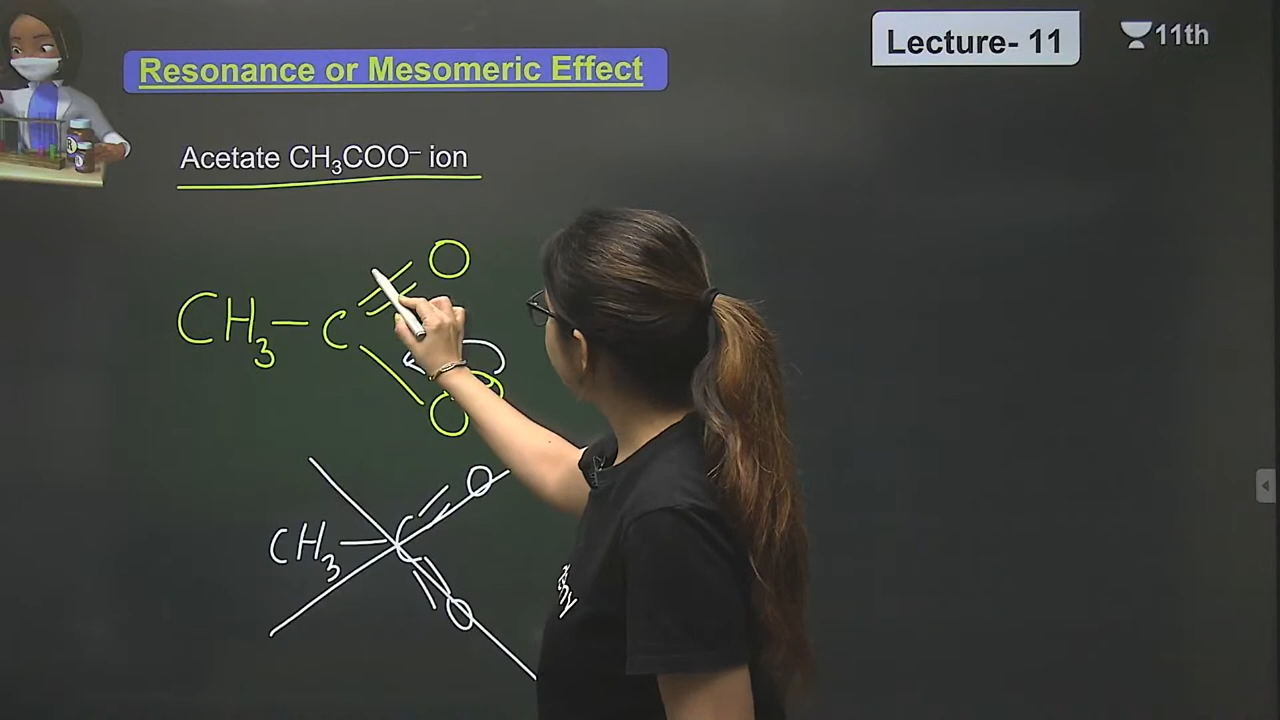 Lecture- 11
11th
Resonance or Mesomeric Effect
Acetate CH₃COO⁻ ion
CH₃—C
O
O
CH₃—C
O
O